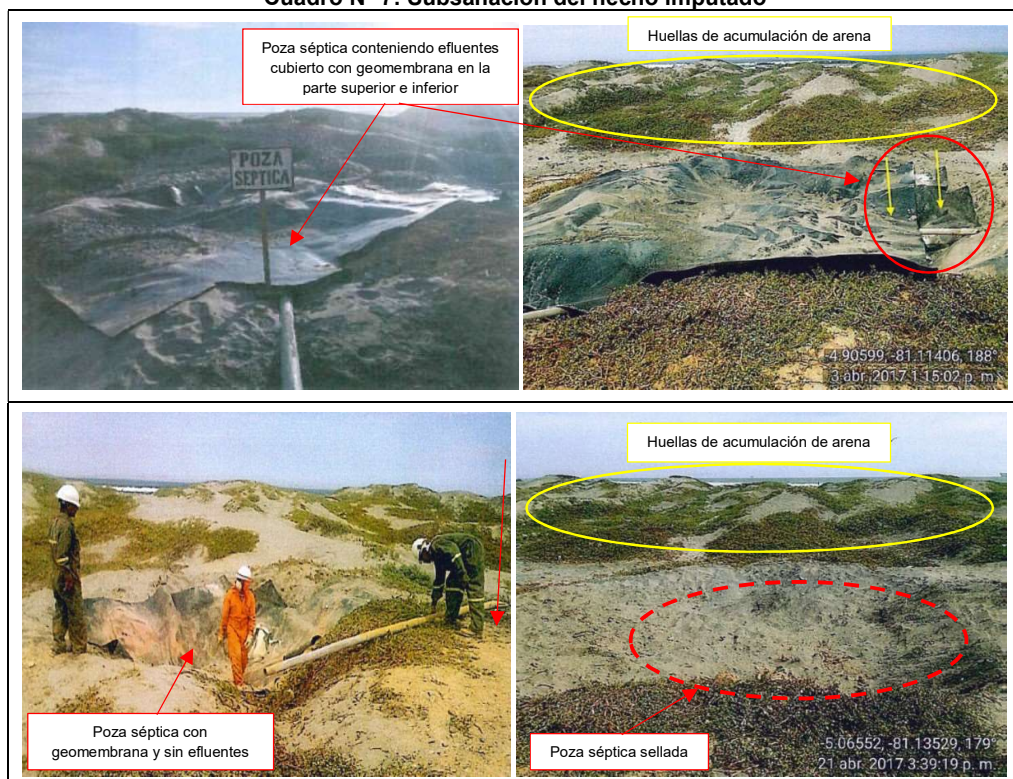 Cuadro N° 7: Subsanación del hecho imputado
Poza séptica conteniendo efluentes
cubierto con geomembrana en la
parte superior e inferior
Huellas de acumulación de arena
POZA
SEPTICA
-4.90599, -81.11406, 188°
3 abr. 2017 1:15:02 p. m.
Huellas de acumulación de arena
Poza séptica con
geomembrana y sin efluentes
Poza séptica sellada
-5.06552, -81.13529, 179°
21 abr. 2017 3:39:19 p. m.